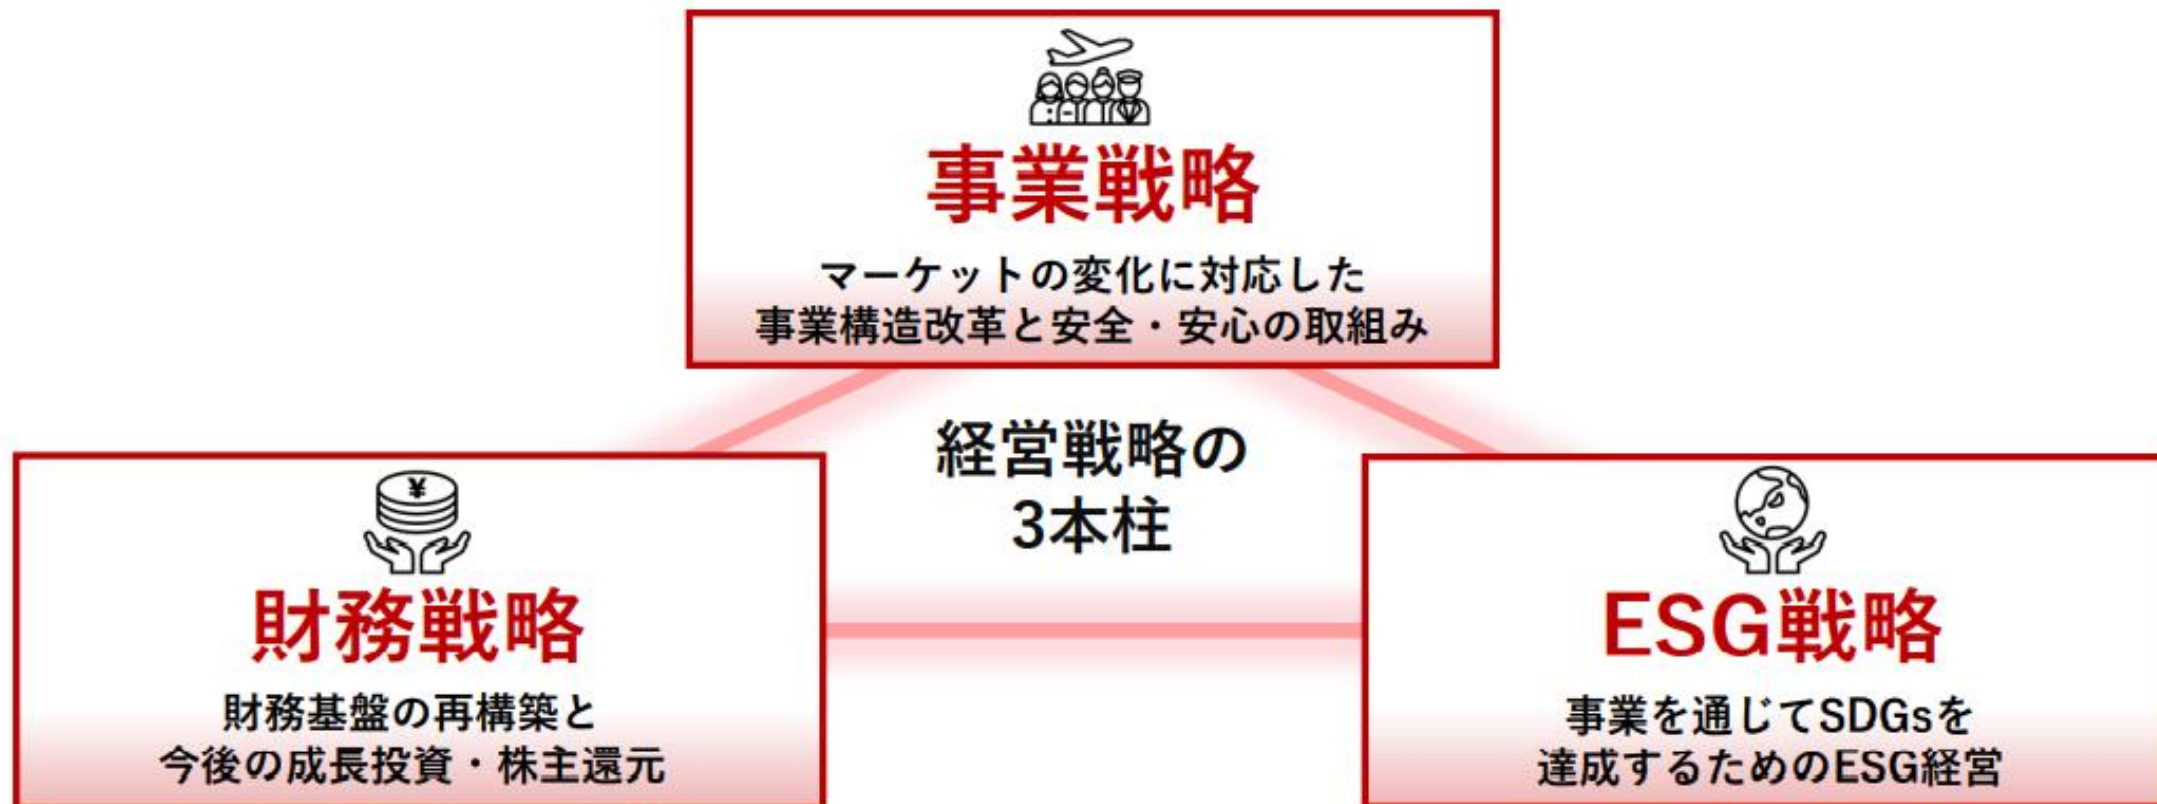 事業戦略
マーケットの変化に対応した
事業構造改革と安全・安心の取組み
経営戦略の
3本柱
¥
財務戦略
財務基盤の再構築と
今後の成長投資・株主還元
ESG戦略
事業を通じてSDGsを
達成するためのESG経営